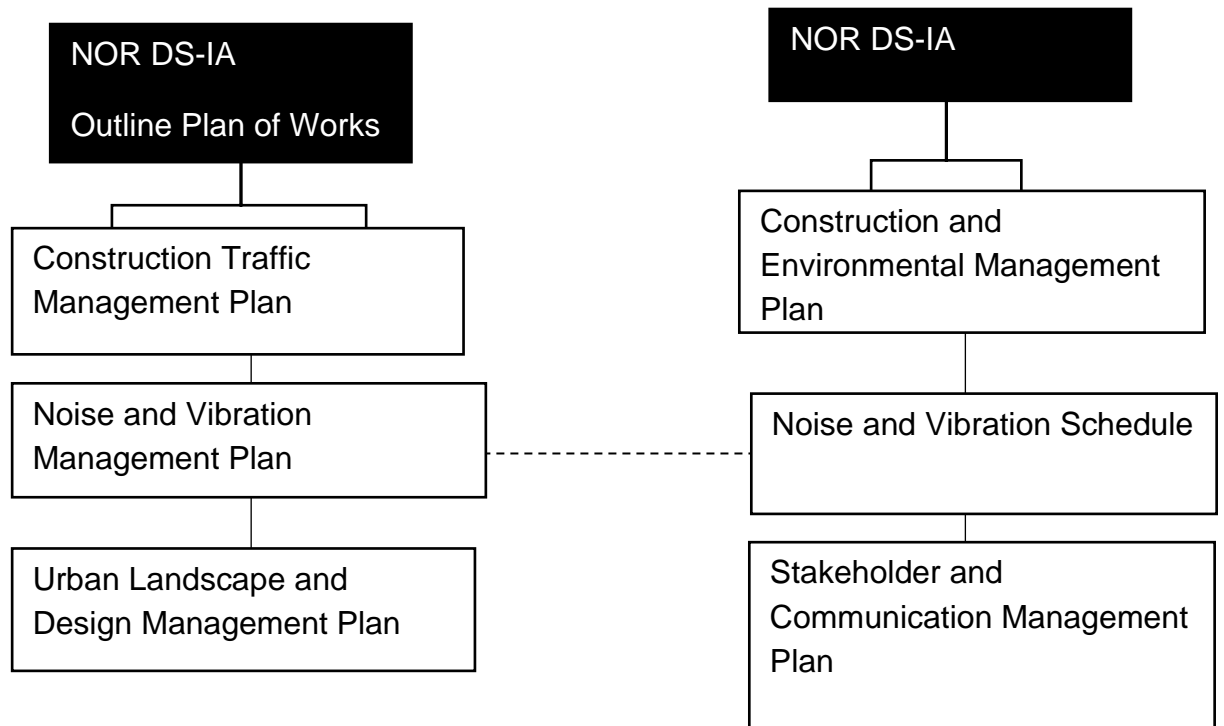 NOR DS-IA
Outline Plan of Works
Construction Traffic
Management Plan
Noise and Vibration
Management Plan
Urban Landscape and
Design Management Plan
NOR DS-IA
Construction and
Environmental Management
Plan
Noise and Vibration Schedule
Stakeholder and
Communication Management
Plan